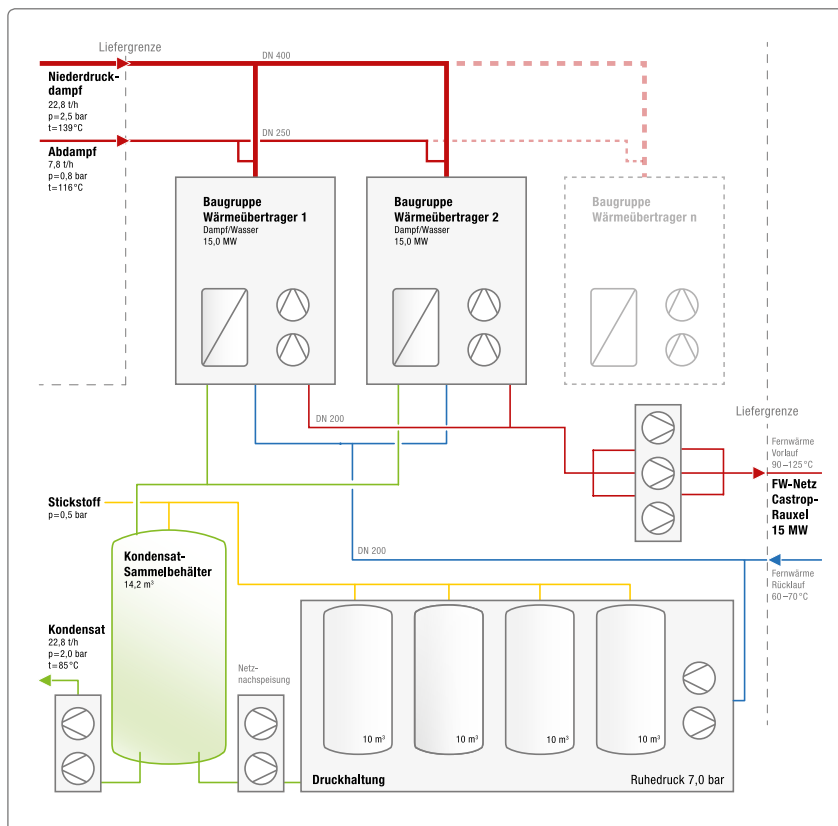 Liefergrenze
DN 400
Niederdruck-
dampf
22,8 t/h
p=2,5 bar
t=139°C
DN 250
Abdampf
7,8 t/h
p=0,8 bar
t=116°C
Baugruppe
Wärmeübertrager 1
Dampf/Wasser
15,0 MW
Baugruppe
Wärmeübertrager 2
Dampf/Wasser
15,0 MW
Baugruppe
Wärmeübertrager n
DN 200
Liefergrenze
Fernwärme
Vorlauf
90–125°C
FW-Netz
Castrop-
Rauxel
15 MW
Stickstoff
p=0,5 bar
Kondensat-
Sammelbehälter
14,2 m³
DN 200
Fernwärme
Rücklauf
60–70°C
Kondensat
22,8 t/h
p=2,0 bar
t=85°C
Netz-
nachspeisung
10 m³
10 m³
10 m³
10 m³
Druckhaltung
Ruhedruck 7,0 bar